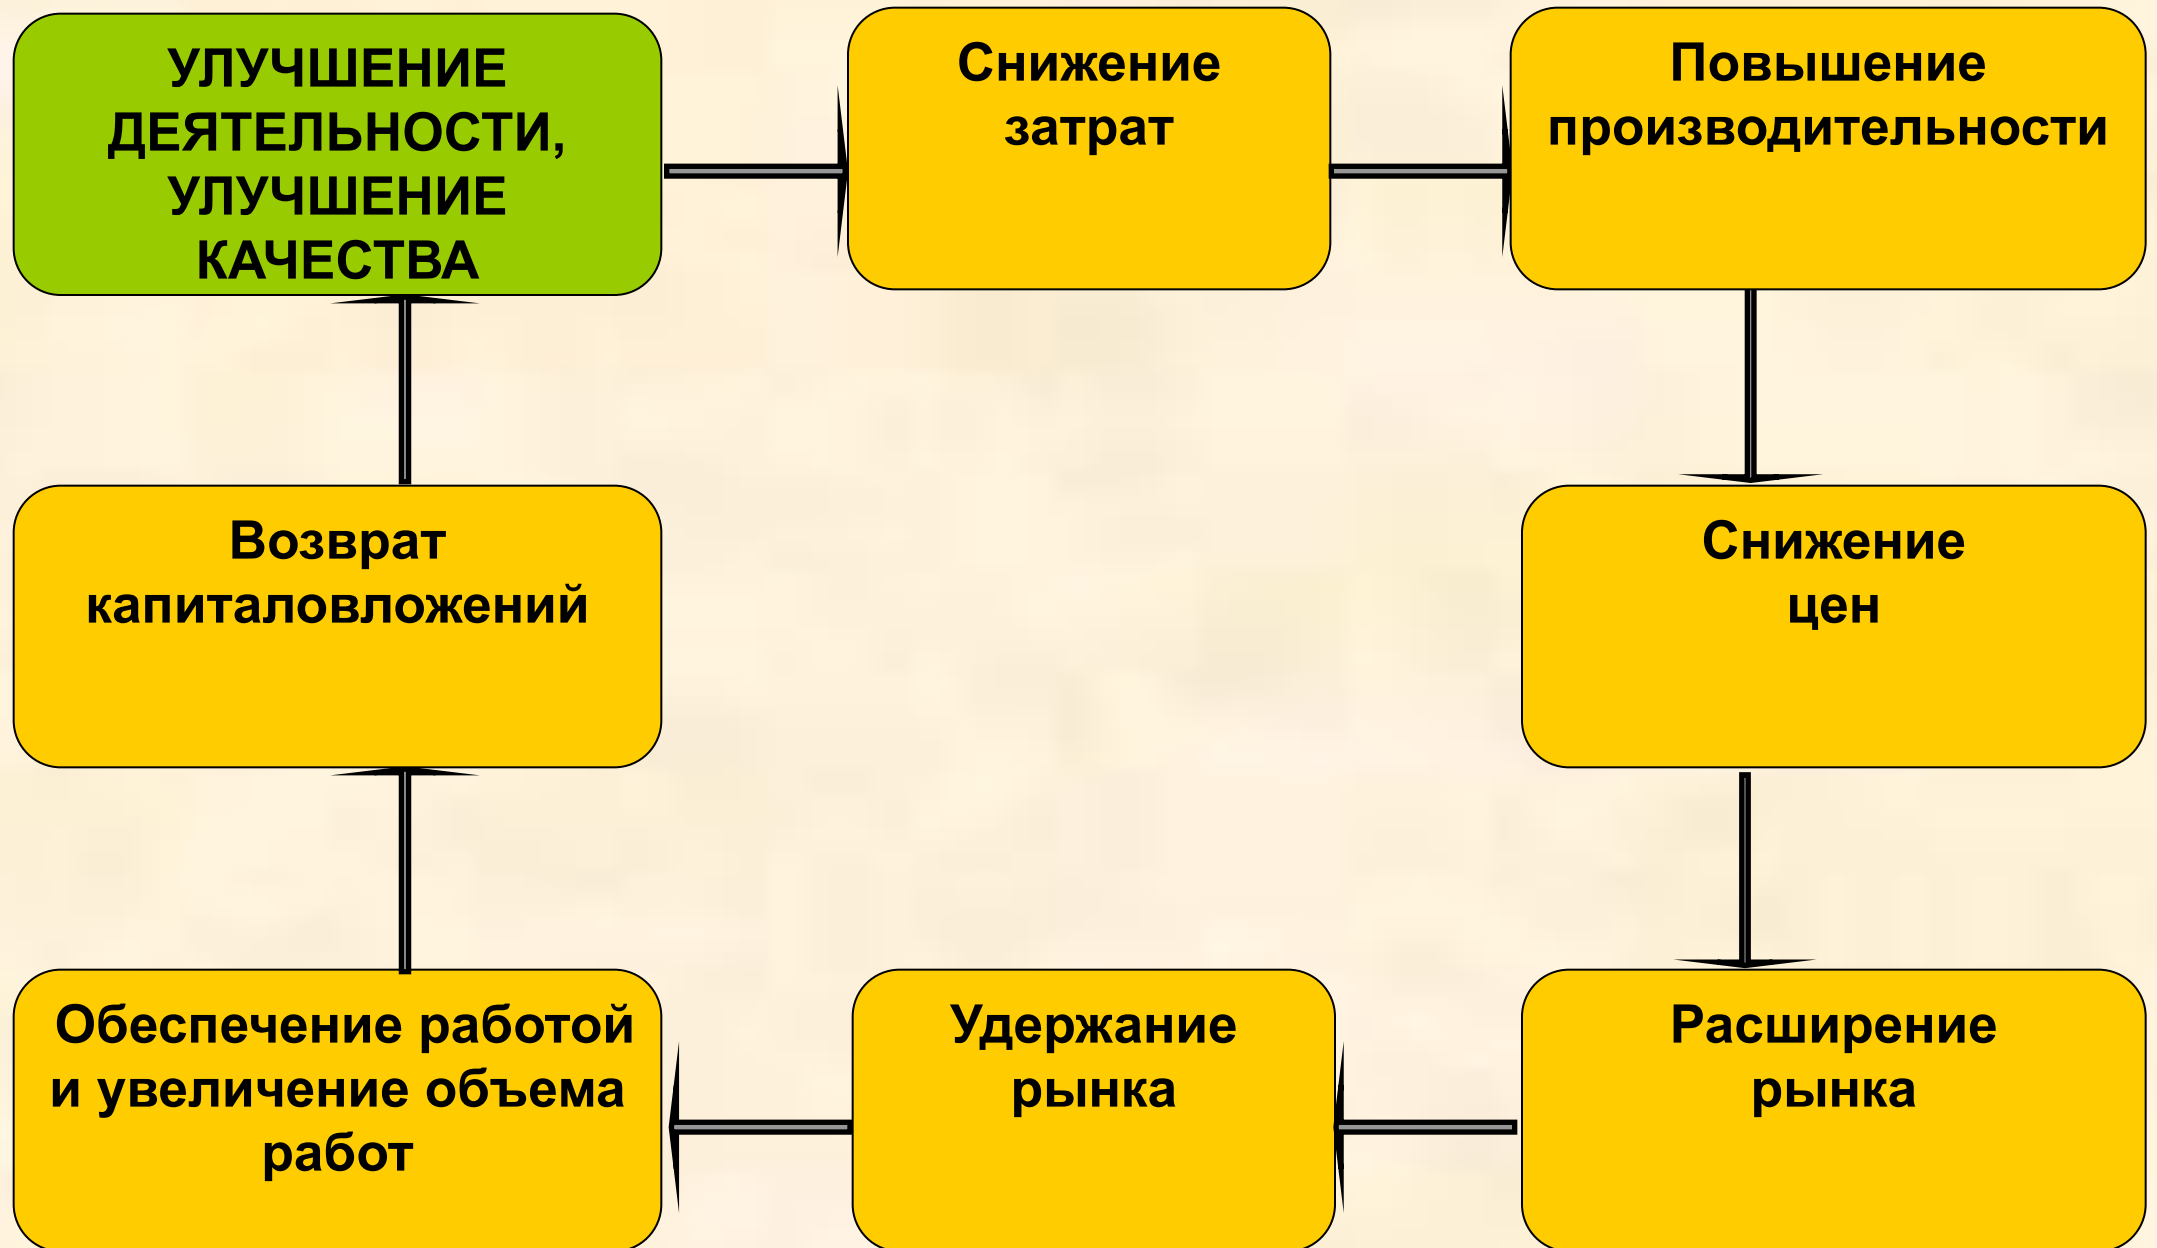 УЛУЧШЕНИЕ
ДЕЯТЕЛЬНОСТИ,
УЛУЧШЕНИЕ
КАЧЕСТВА
Снижение
затрат
Повышение
производительности
Возврат
капиталовложений
Снижение
цен
Обеспечение работой
и увеличение объема
работ
Удержание
рынка
Расширение
рынка